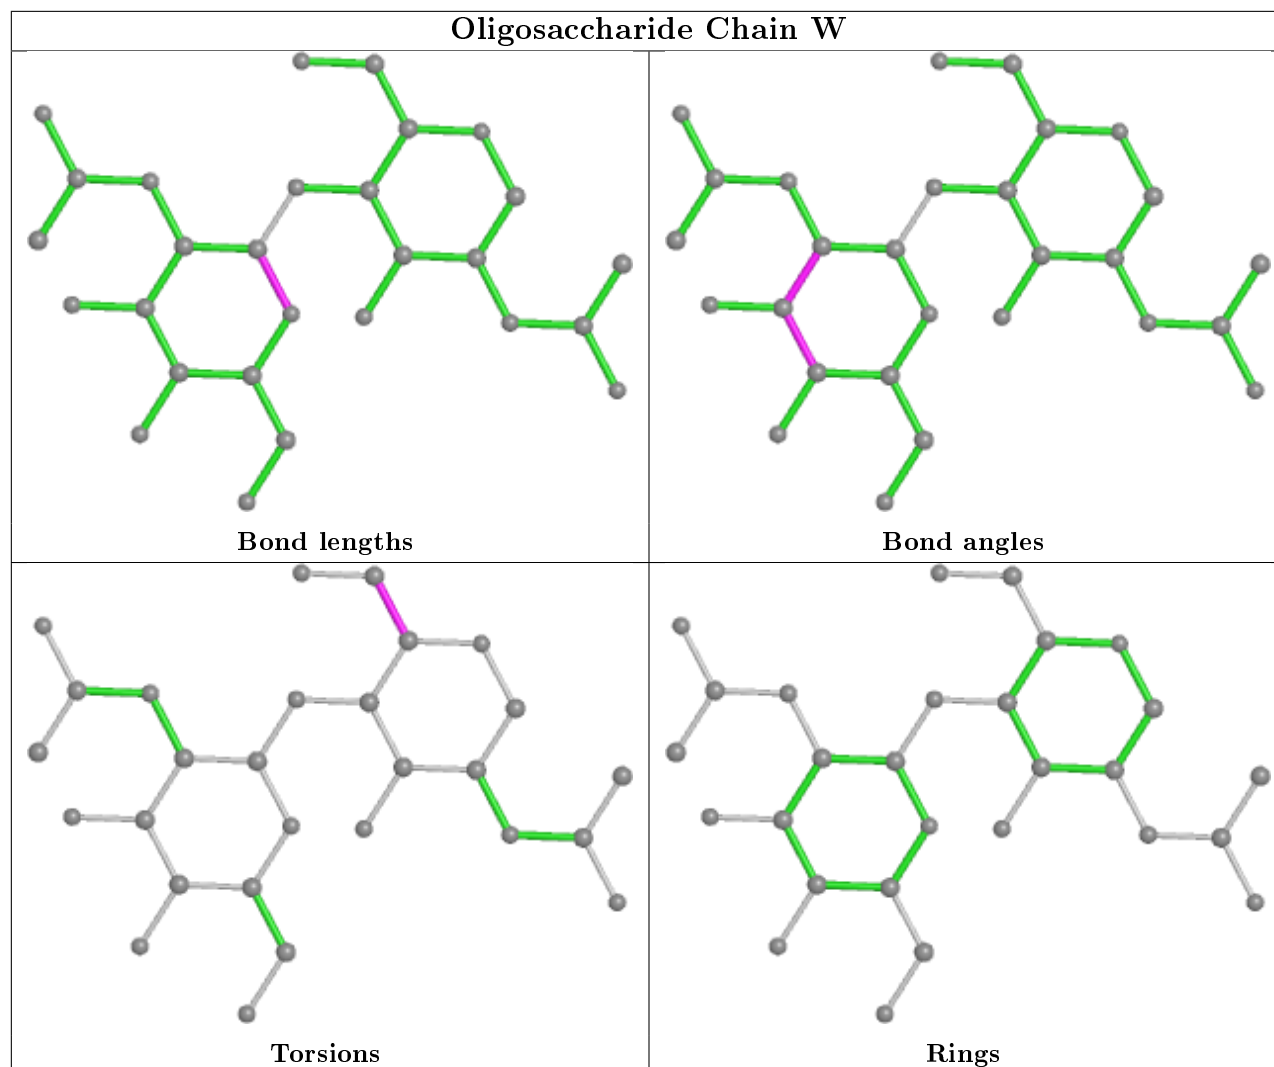 Oligosaccharide Chain W
Bond lengths
Bond angles
Torsions
Rings